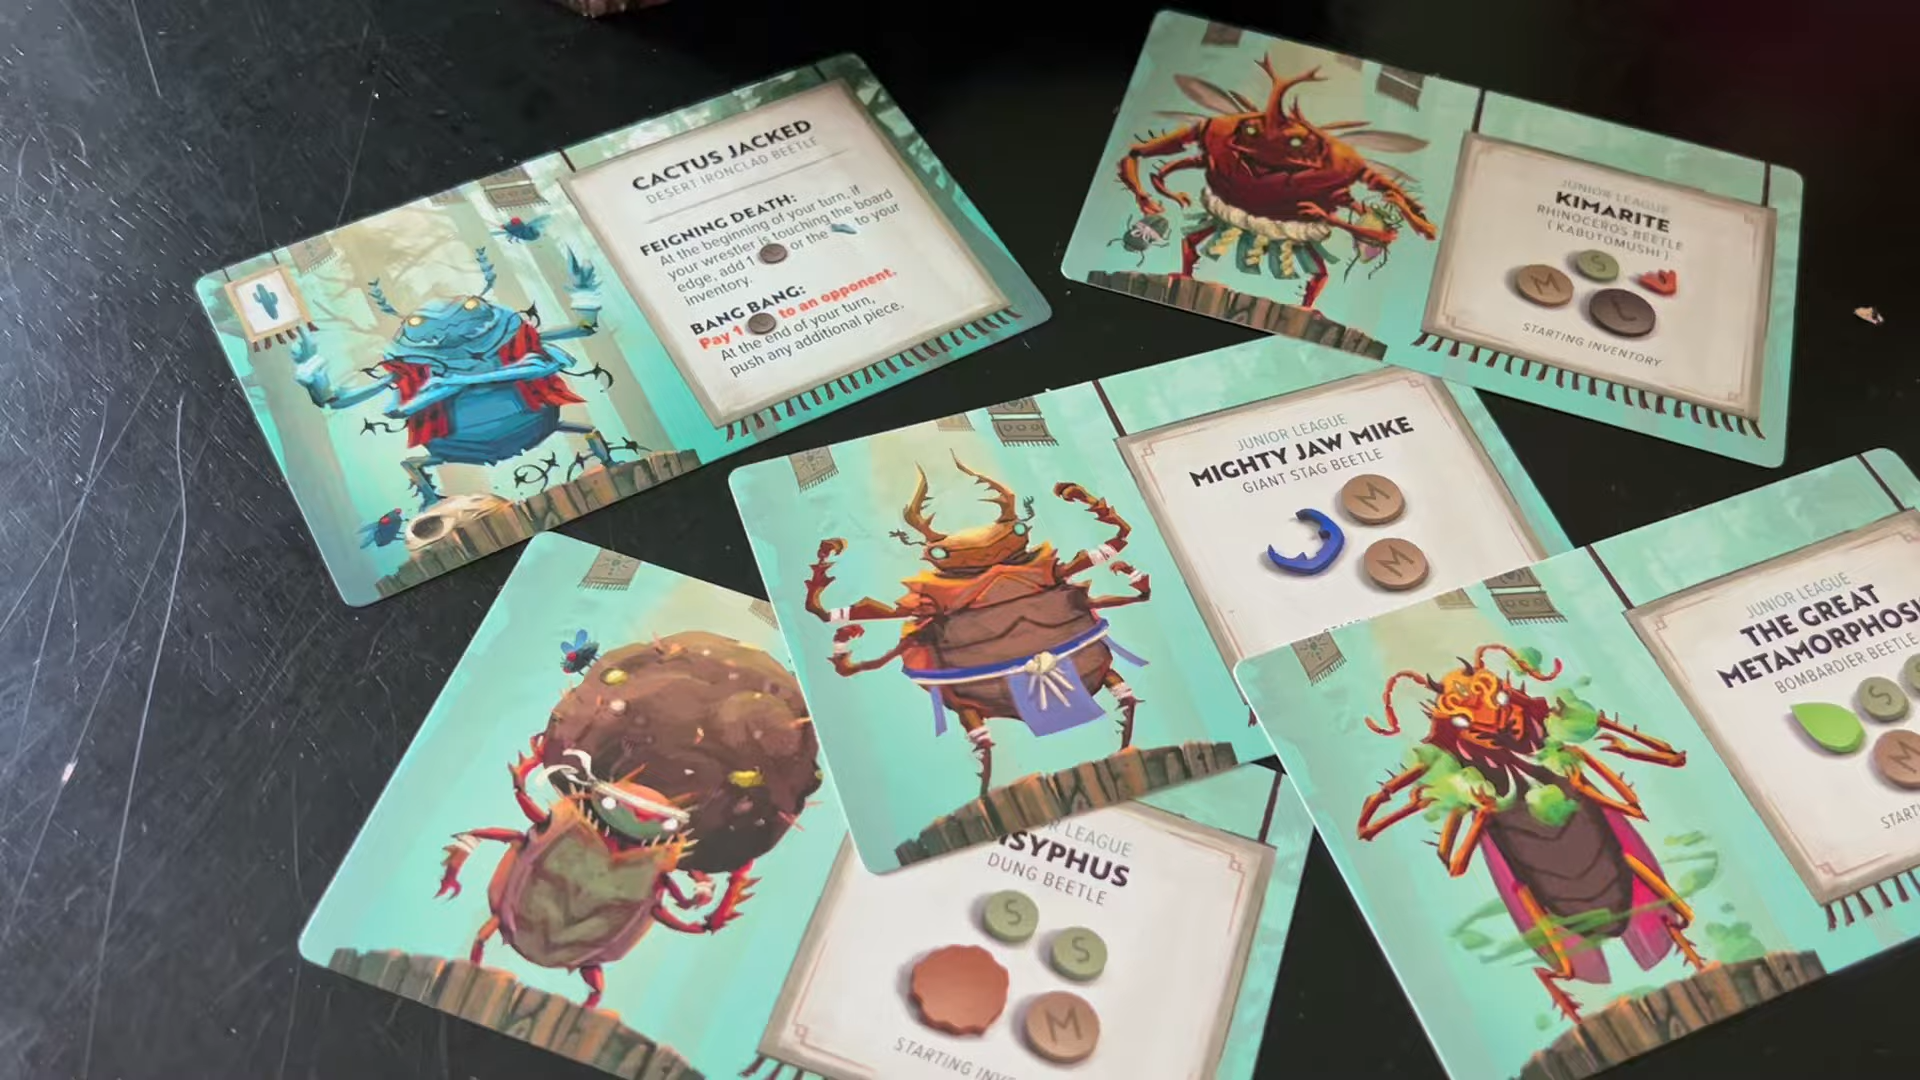 CACTUS JACKED
DESERT IRONCLAD BEETLE
FEIGNING DEATH:
At the beginning of your turn, if
your wrestler is touching the board
edge, add 1 or the to your
inventory.
BANG BANG:
Pay 1 to an opponent.
At the end of your turn,
push any additional piece.
JUNIOR LEAGUE
KIMARITE
RHINOCEROS BEETLE
(KABUTOMUSHI)
S
M
L
STARTING INVENTORY
JUNIOR LEAGUE
MIGHTY JAW MIKE
GIANT STAG BEETLE
M
M
JUNIOR LEAGUE
THE GREAT
BOMBARDIER BEETLE
S
M
LEAGUE
DUNG BEETLE
S
S
M
STARTING